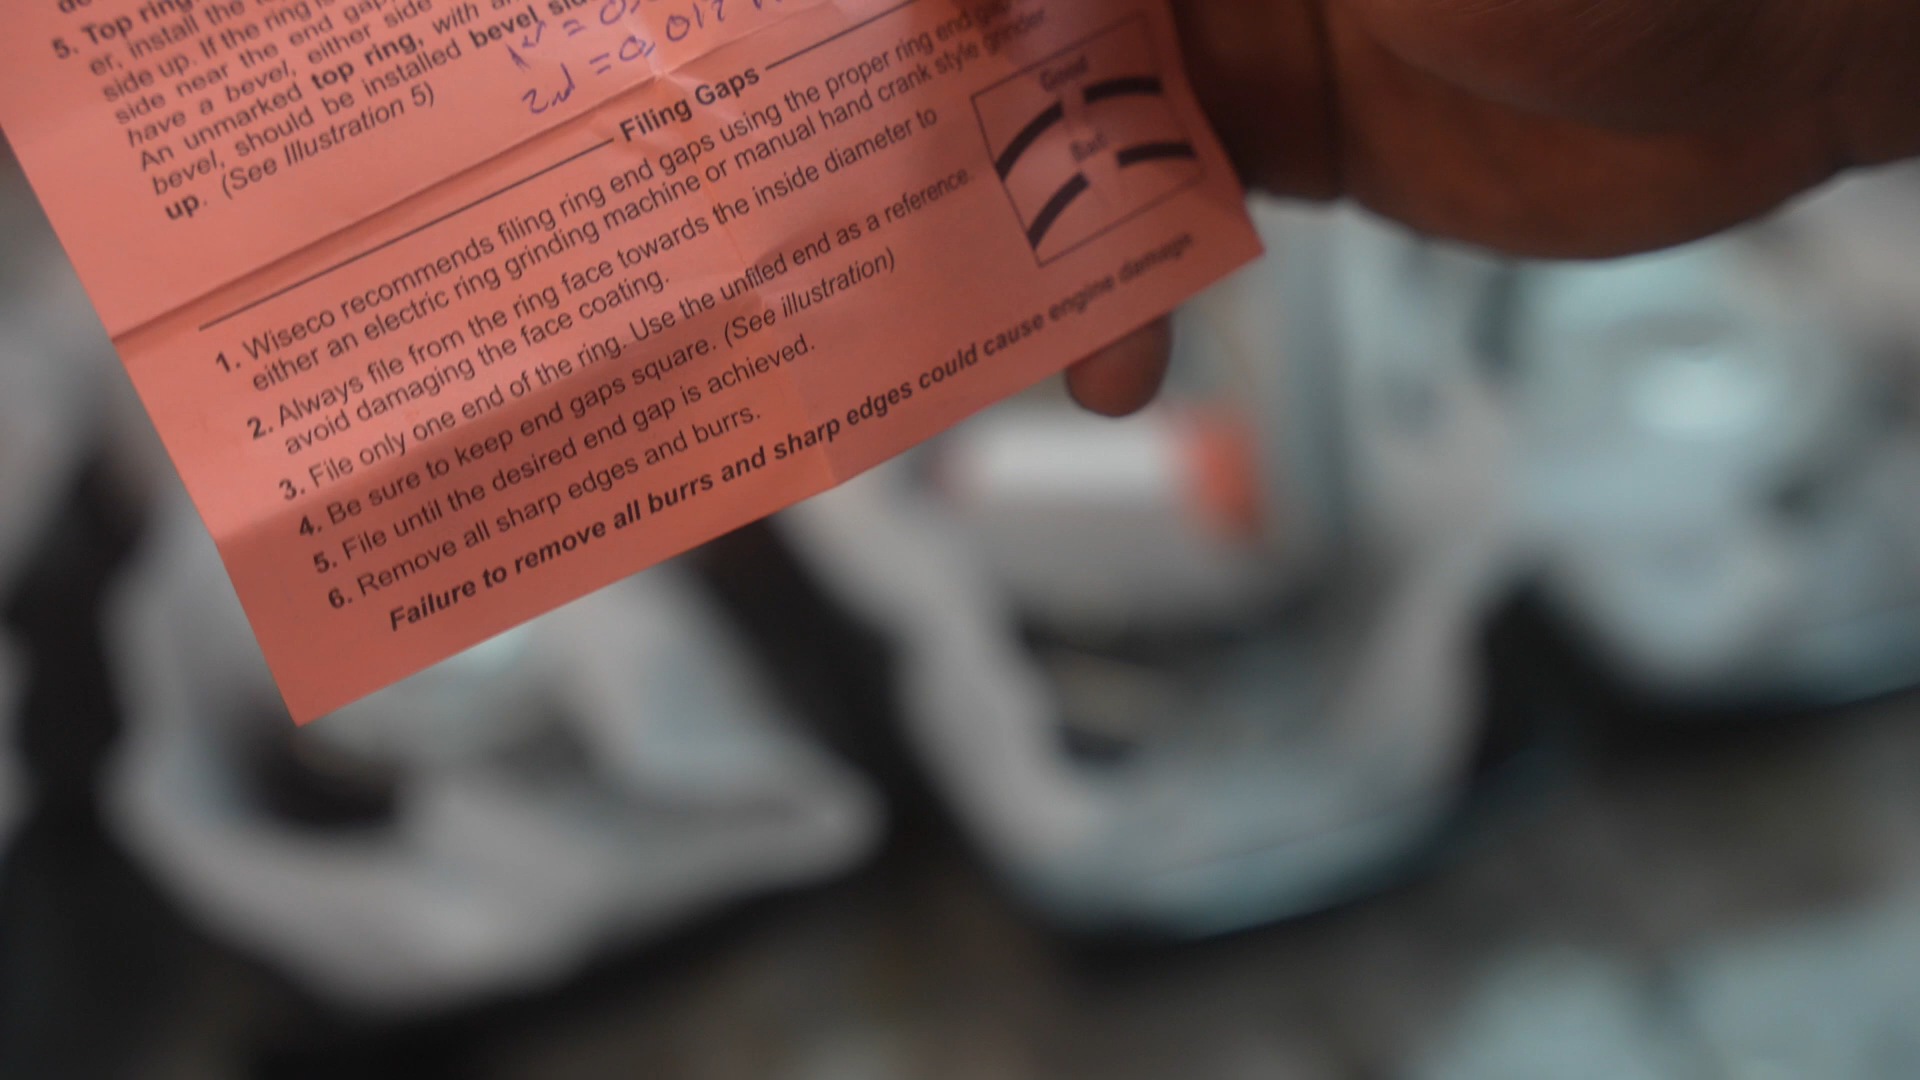 5. Top ring
er, install the
side up. If the ring is
side near the end gap,
have a bevel, either side
An unmarked top ring, with an
bevel, should be installed bevel side
up. (See Illustration 5)
1st = 0.
2nd = 0.017
Filing Gaps
1. Wiseco recommends filing ring end gaps using the proper ring end gap
either an electric ring grinding machine or manual hand crank style grinder
2. Always file from the ring face towards the inside diameter to
avoid damaging the face coating.
3. File only one end of the ring. Use the unfiled end as a reference.
4. Be sure to keep end gaps square. (See illustration)
5. File until the desired end gap is achieved.
6. Remove all sharp edges and burrs.
Failure to remove all burrs and sharp edges could cause engine damage.
Good
Bad